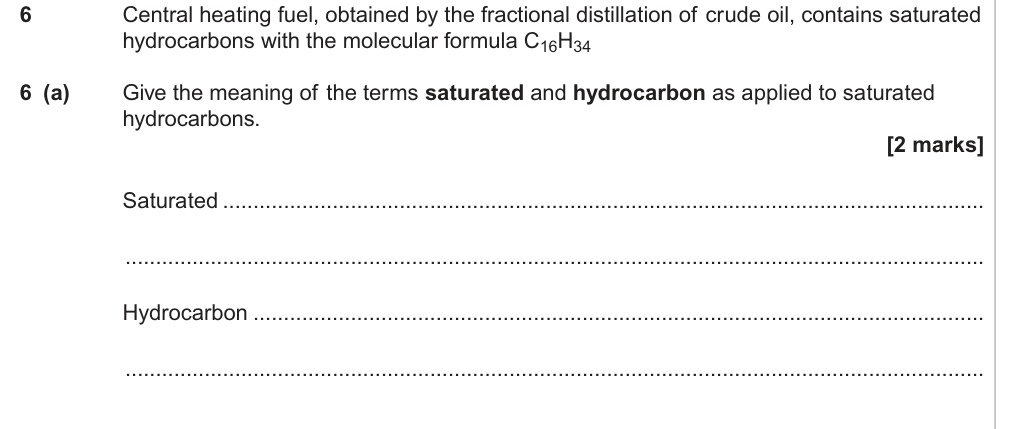 6 Central heating fuel, obtained by the fractional distillation of crude oil, contains saturated
hydrocarbons with the molecular formula C₁₆H₃₄
6 (a) Give the meaning of the terms saturated and hydrocarbon as applied to saturated
hydrocarbons.
[2 marks]
Saturated
Hydrocarbon